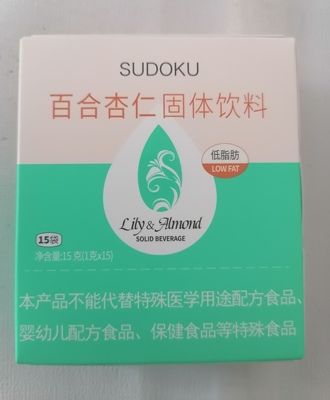 SUDOKU
百合杏仁固体饮料
低脂肪
LOW FAT
Lily & Almond
SOLID BEVERAGE
15袋
净含量:15 克(1克x15)
本产品不能代替特殊医学用途配方食品、
婴幼儿配方食品、保健食品等特殊食品